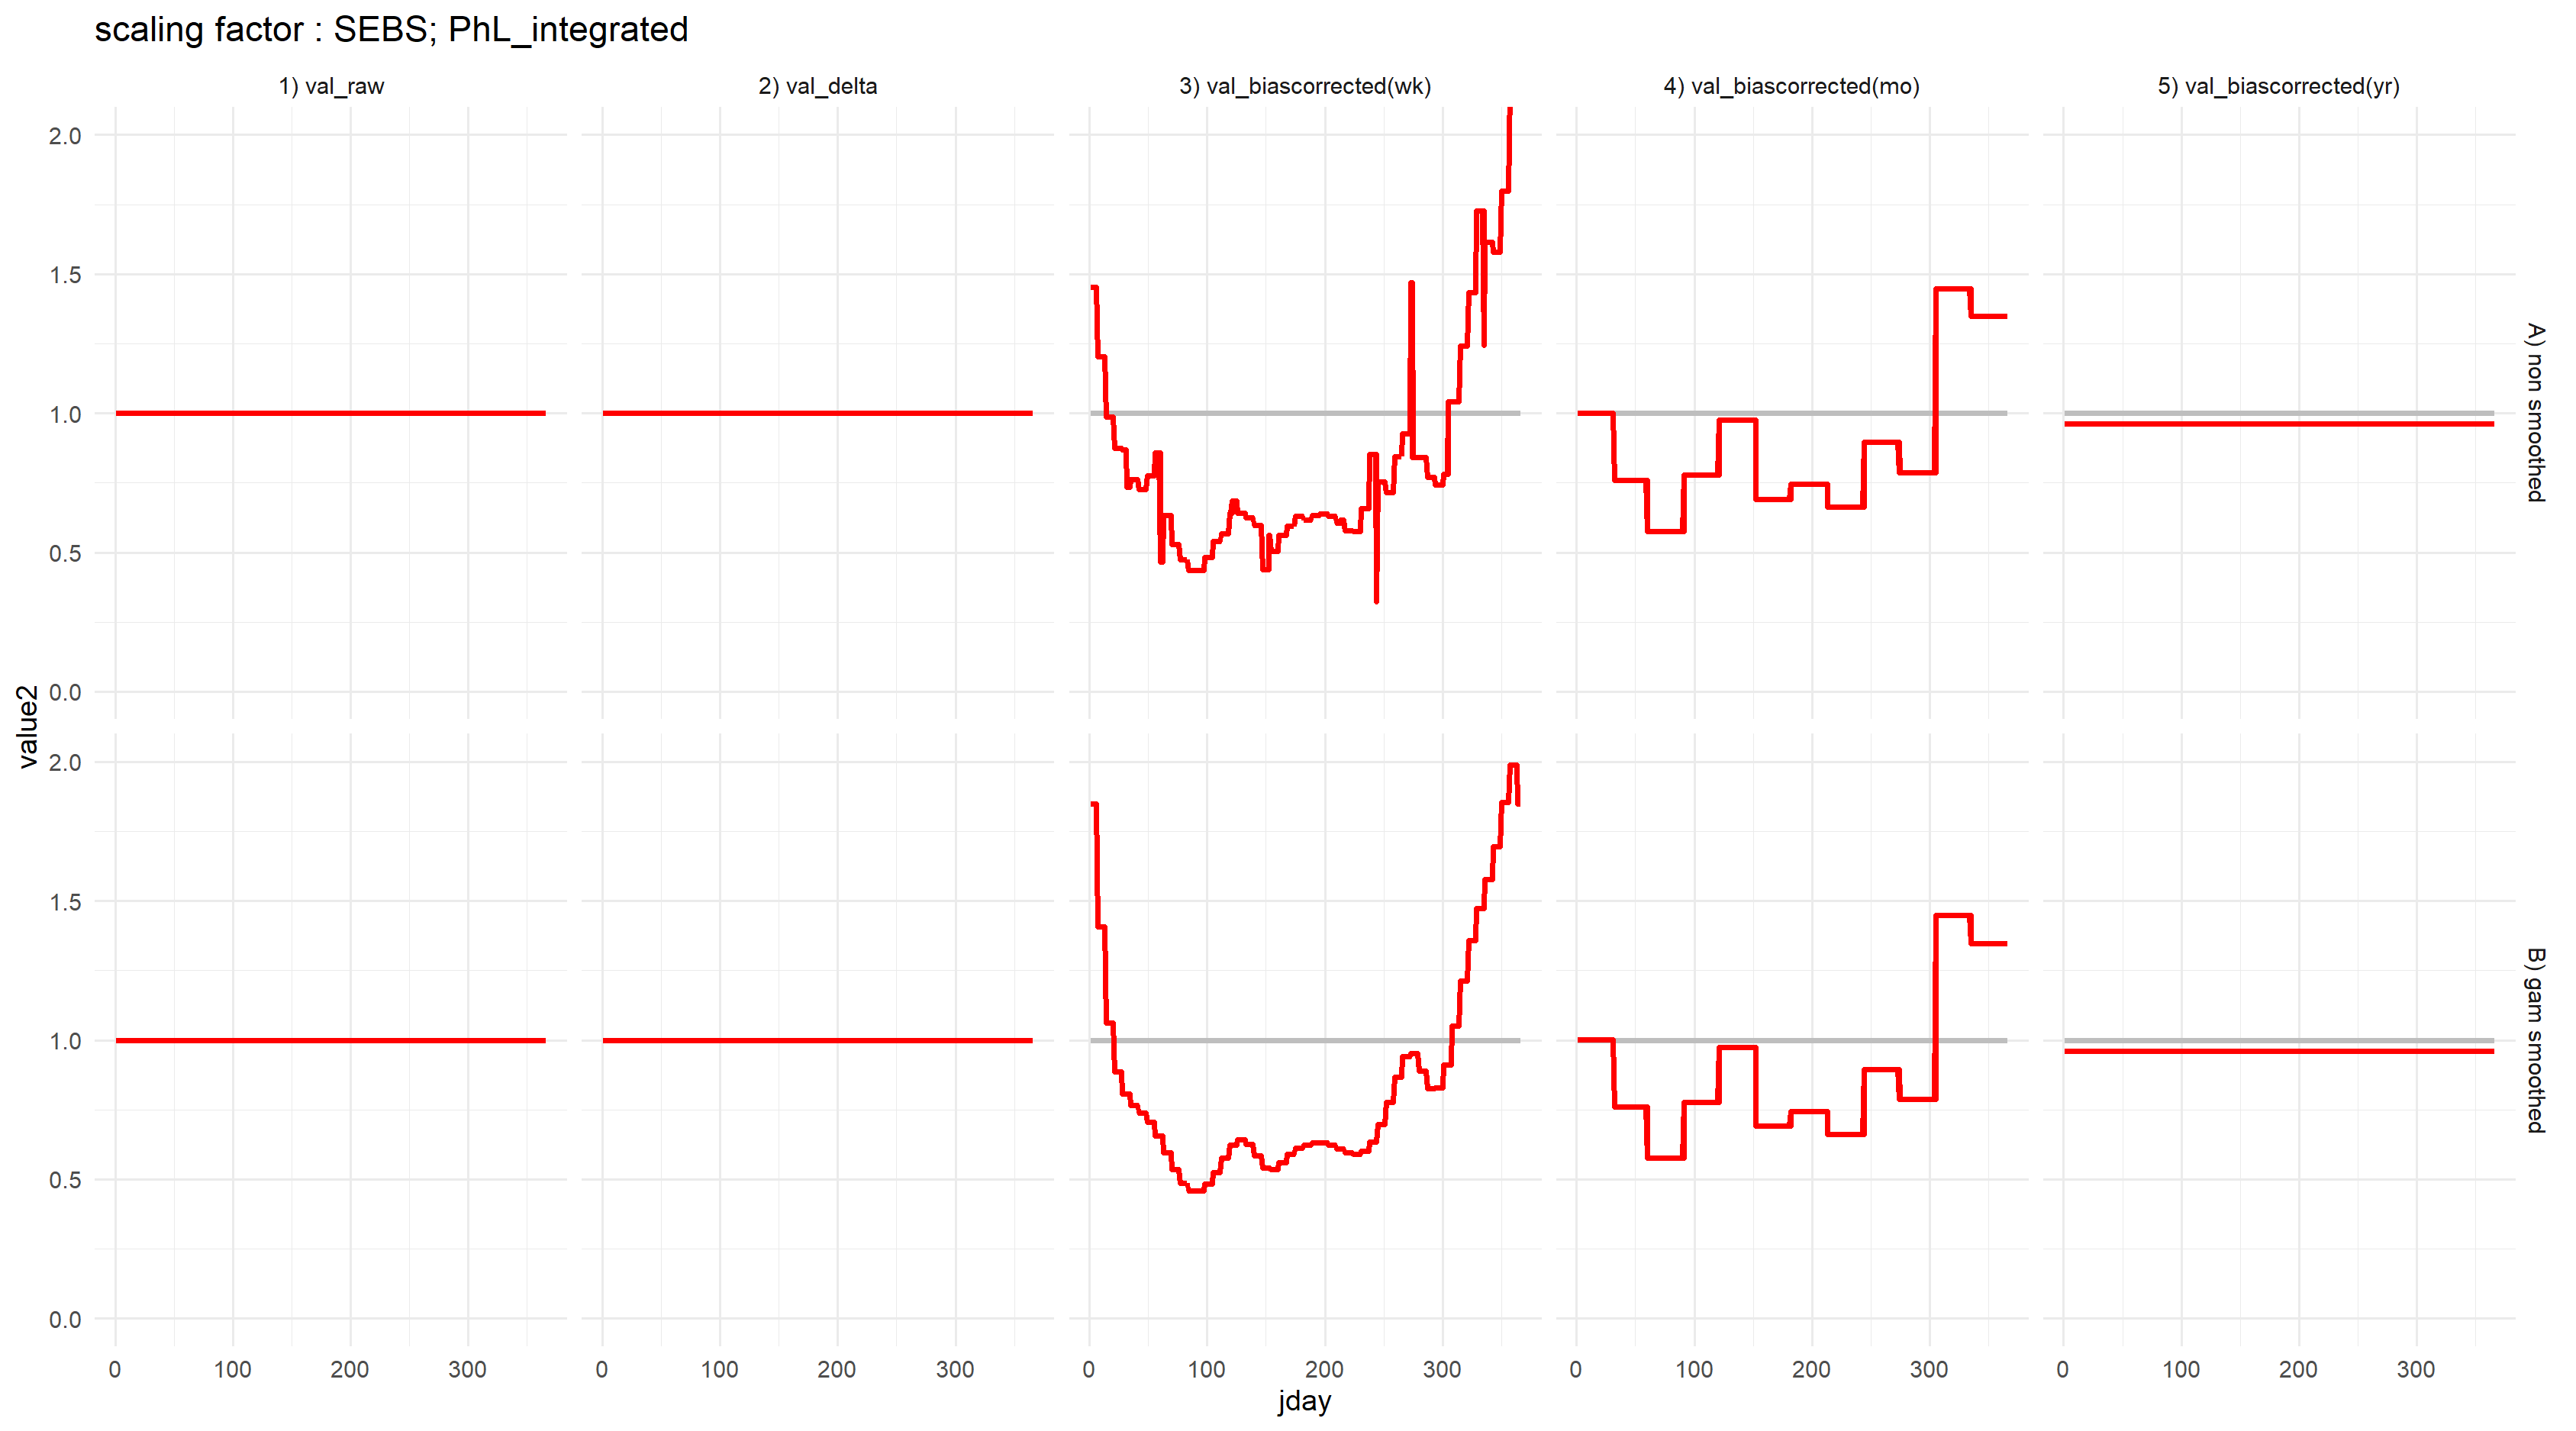 scaling factor : SEBS; PhL_integrated
1) val_raw
2) val_delta
3) val_biascorrected(wk)
4) val_biascorrected(mo)
5) val_biascorrected(yr)
2.0
1.5
1.0
0.5
0.0
A) non smoothed
value2
2.0
1.5
1.0
0.5
0.0
B) gam smoothed
0 100 200 300
0 100 200 300
0 100 200 300
0 100 200 300
0 100 200 300
jday